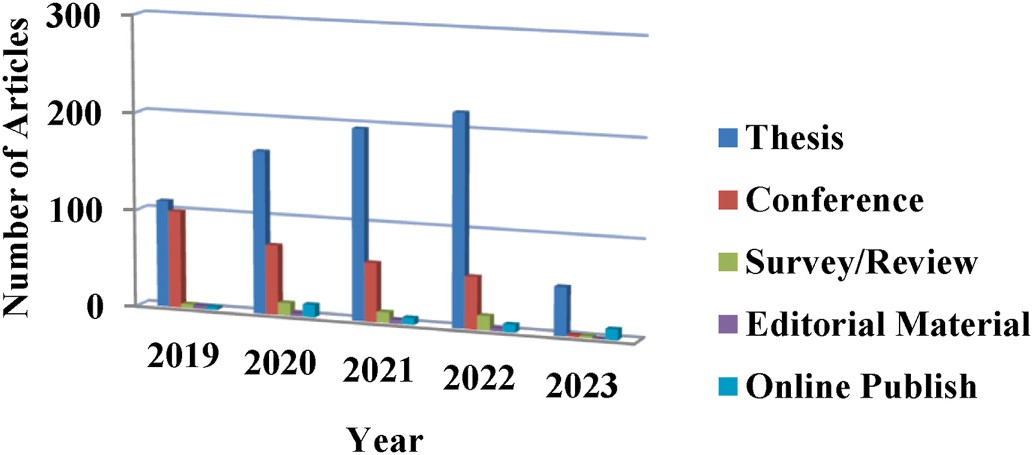 Number of Articles
300
200
100
0
2019
2020
2021
2022
2023
Year
Thesis
Conference
Survey/Review
Editorial Material
Online Publish